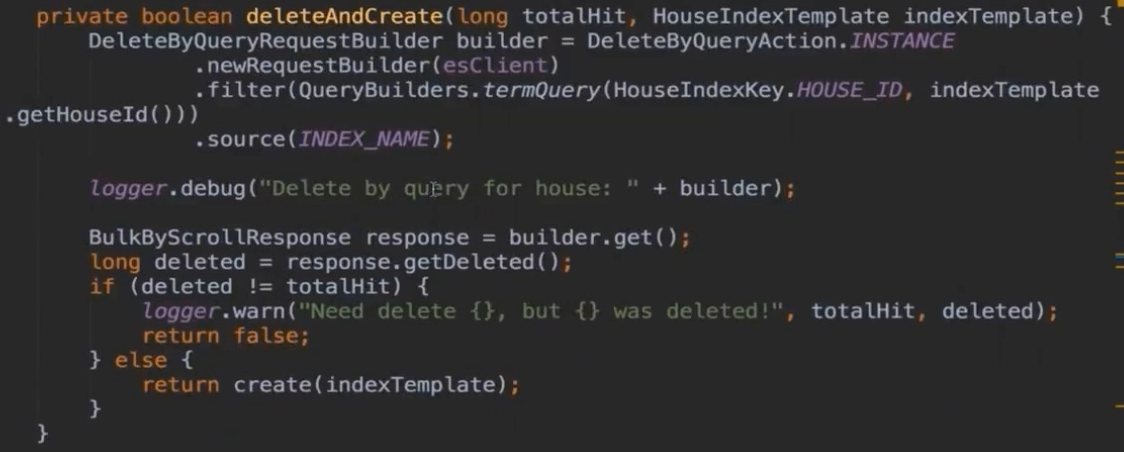 private boolean deleteAndCreate(long totalHit, HouseIndexTemplate indexTemplate) {
DeleteByQueryRequestBuilder builder = DeleteByQueryAction.INSTANCE
.newRequestBuilder(esClient)
.filter(QueryBuilders.termQuery(HouseIndexKey.HOUSE_ID, indexTemplate
.getHouseId()))
.source(INDEX_NAME);
logger.debug("Delete by query for house: " + builder);
BulkByScrollResponse response = builder.get();
long deleted = response.getDeleted();
if (deleted != totalHit) {
logger.warn("Need delete {}, but {} was deleted!", totalHit, deleted);
return false;
} else {
return create(indexTemplate);
}
}